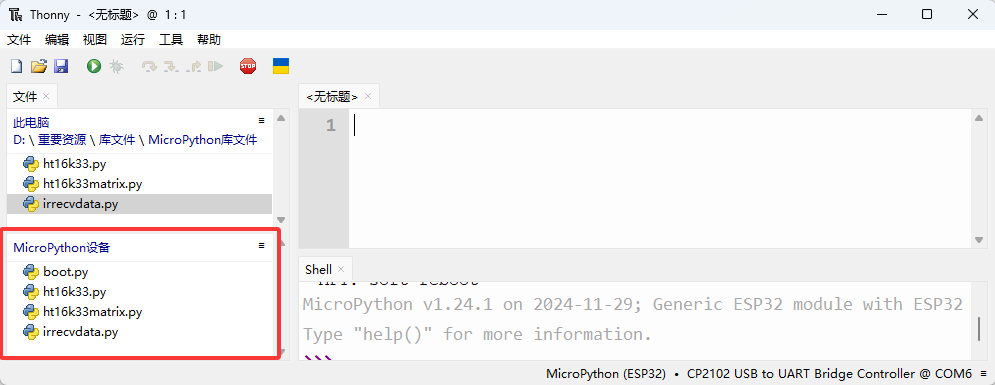 Thonny - <无标题> @ 1 : 1
文件 编辑 视图 运行 工具 帮助
STOP
文件
此电脑
D: \ 重要资源 \ 库文件 \ MicroPython库文件
ht16k33.py
ht16k33matrix.py
irrecvdata.py
MicroPython设备
boot.py
ht16k33.py
ht16k33matrix.py
irrecvdata.py
<无标题>
1
Shell
MPY: soft reboot
MicroPython v1.24.1 on 2024-11-29; Generic ESP32 module with ESP32
Type "help()" for more information.
>>>
MicroPython (ESP32) • CP2102 USB to UART Bridge Controller @ COM6